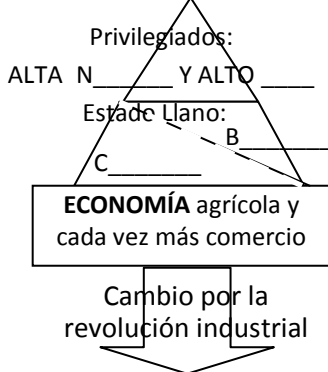 Privilegiados:
ALTA N______ Y ALTO ____
Estado Llano:
B_______
C_______
ECONOMÍA agrícola y
cada vez más comercio
Cambio por la
revolución industrial